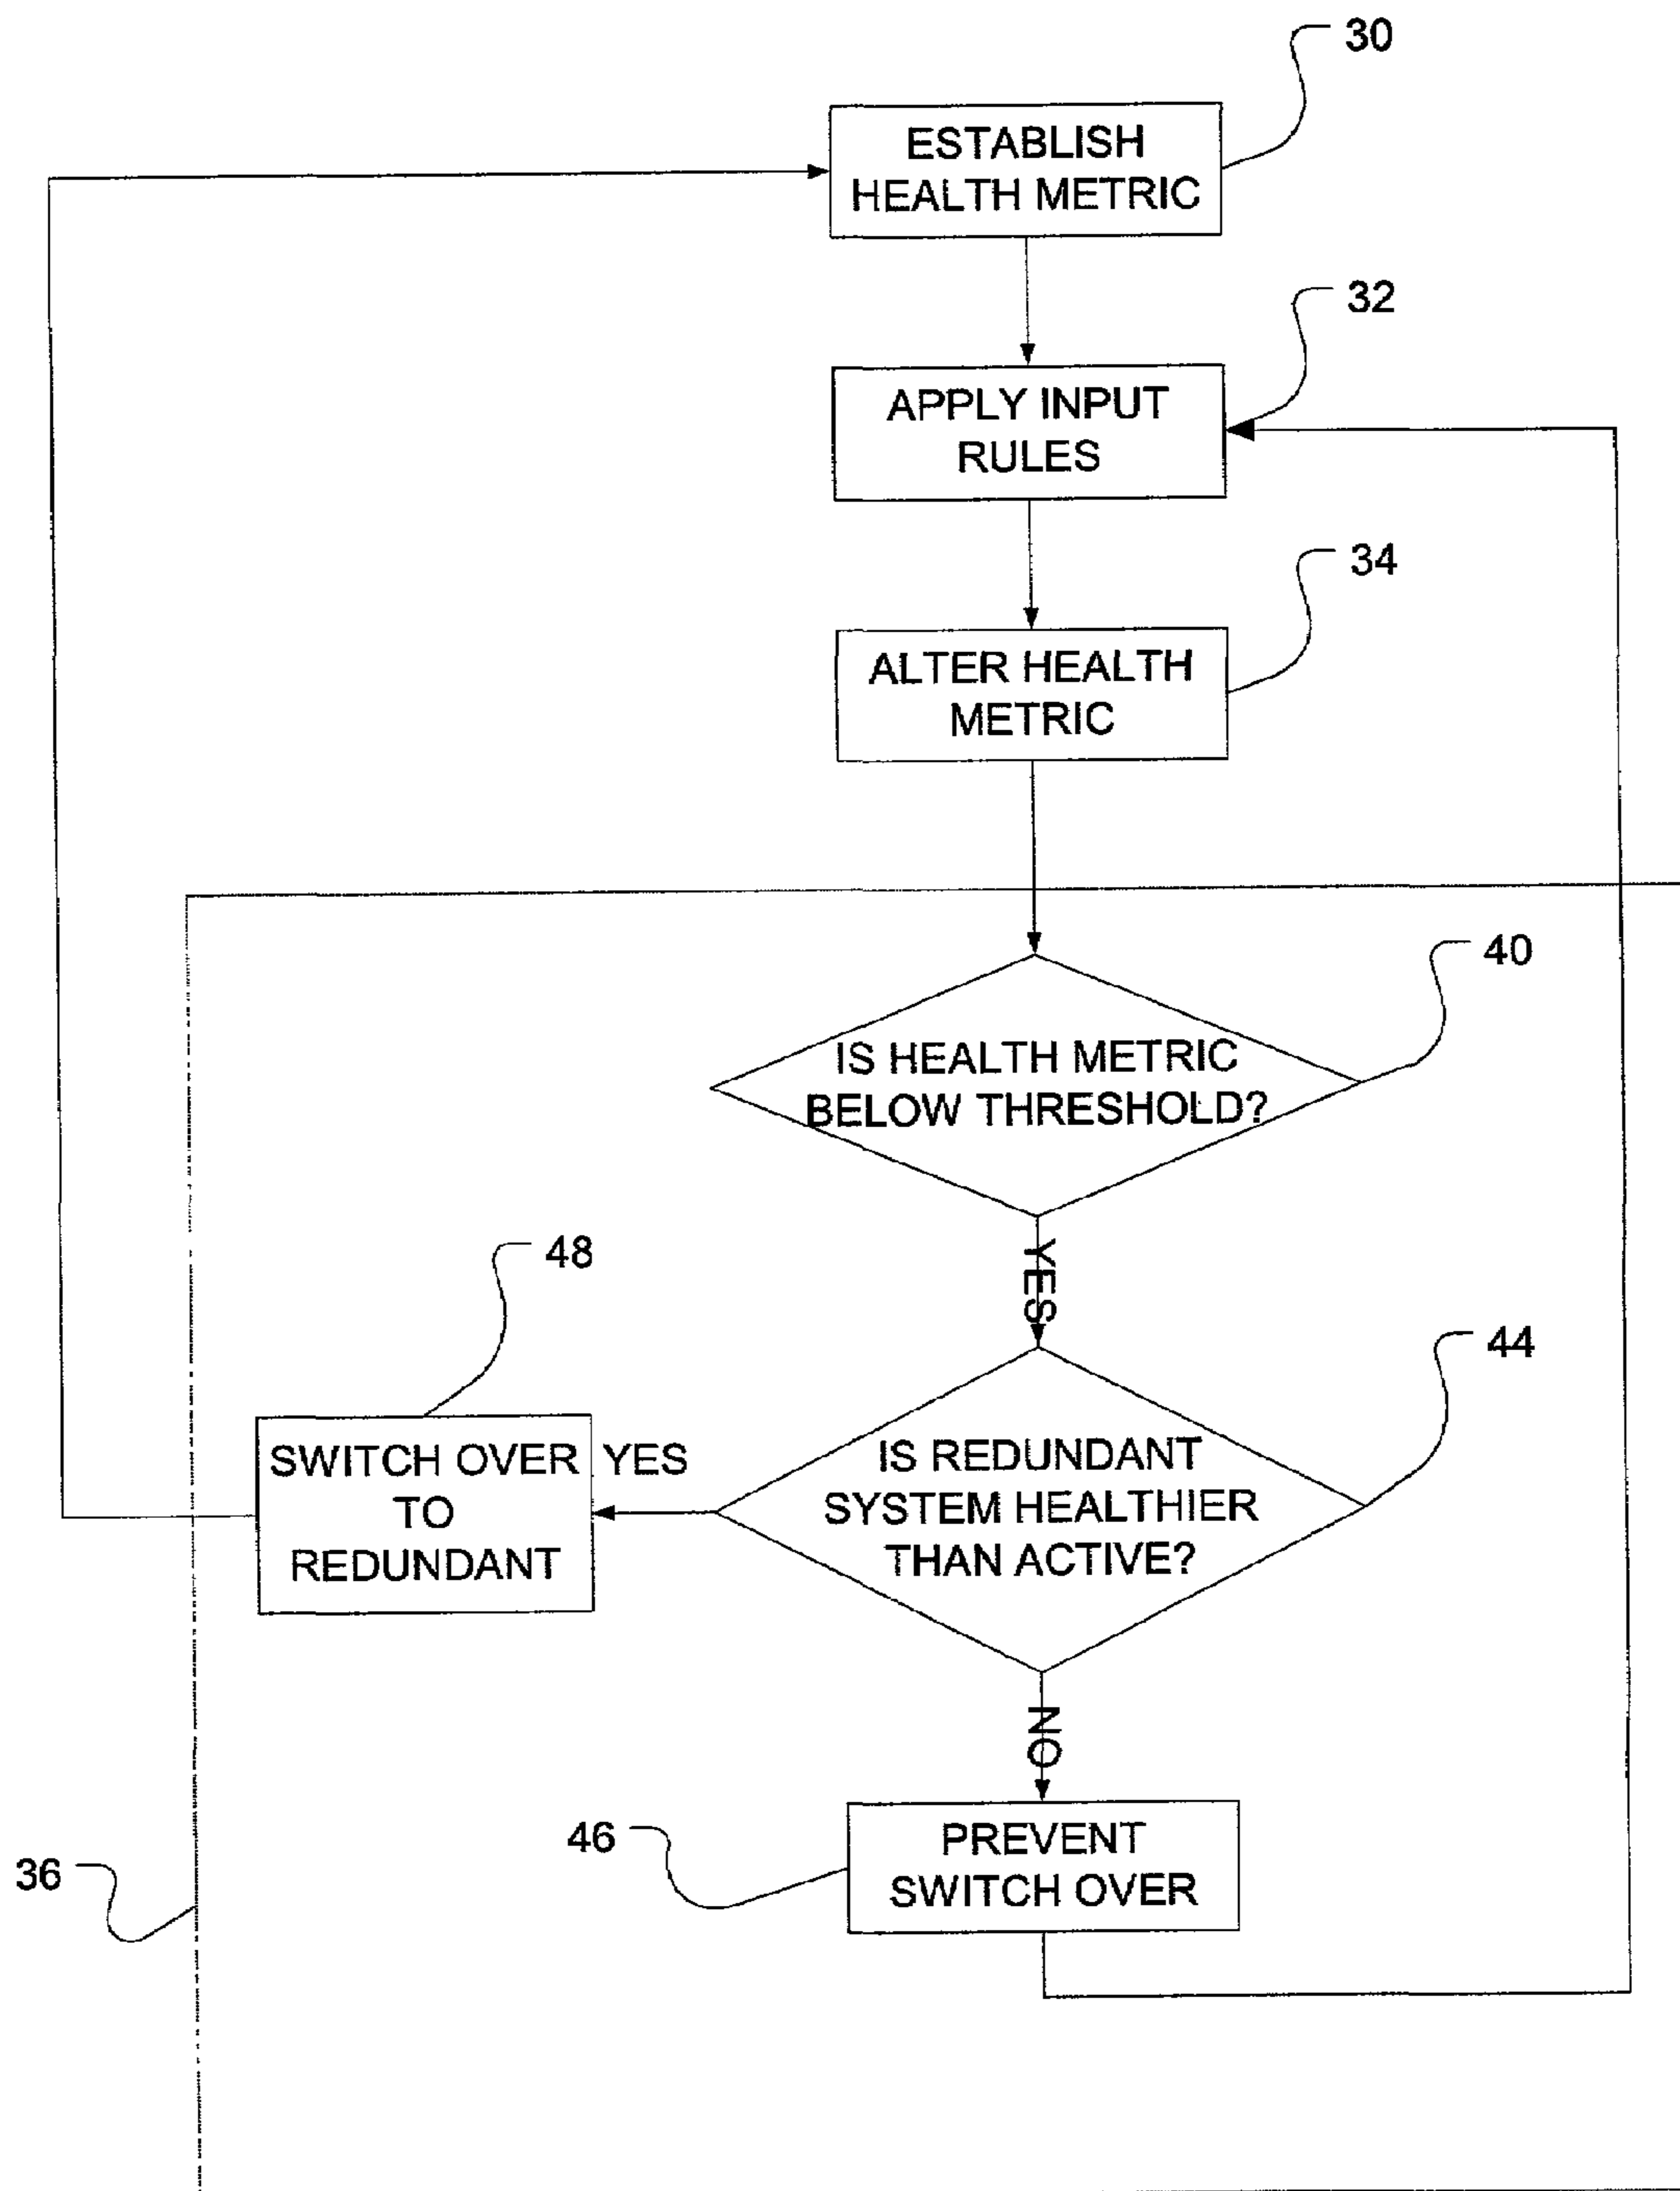 30
ESTABLISH
HEALTH METRIC
32
APPLY INPUT
RULES
34
ALTER HEALTH
METRIC
40
IS HEALTH METRIC
BELOW THRESHOLD?
YES
48
44
SWITCH OVER
TO
REDUNDANT
YES
IS REDUNDANT
SYSTEM HEALTHIER
THAN ACTIVE?
NO
46
PREVENT
SWITCH OVER
36